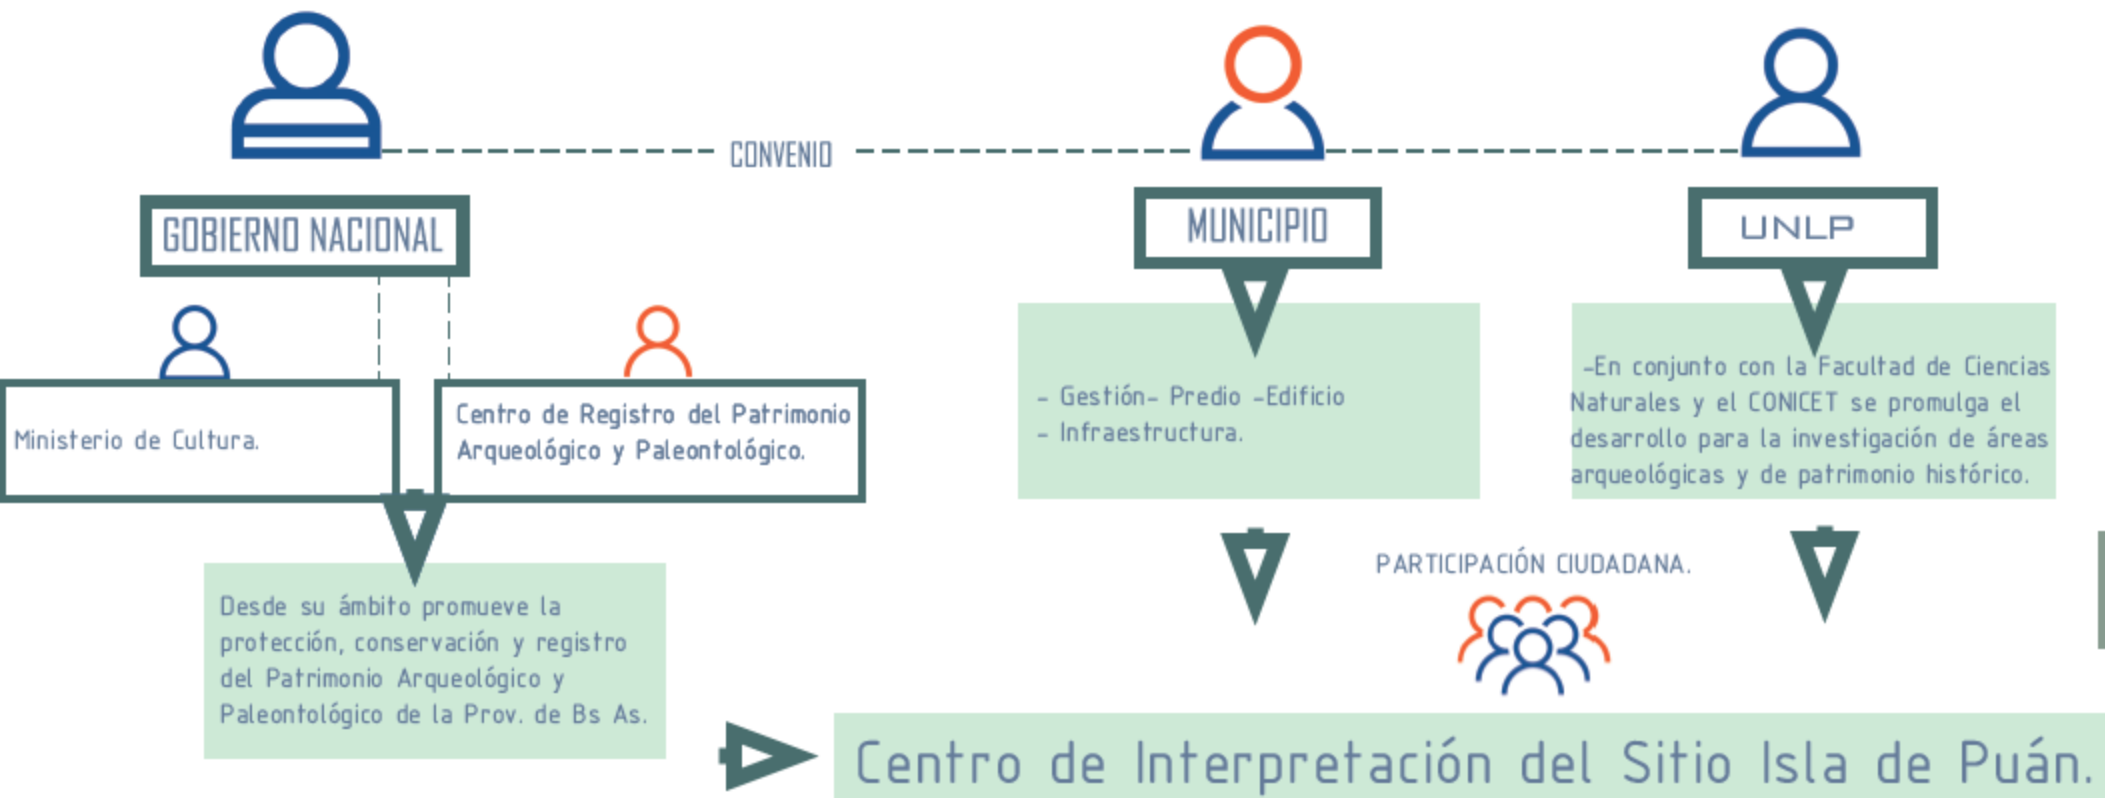 CONVENIO
GOBIERNO NACIONAL
MUNICIPIO
UNLP
Ministerio de Cultura.
Centro de Registro del Patrimonio
Arqueológico y Paleontológico.
- Gestión- Predio -Edificio
- Infraestructura.
-En conjunto con la Facultad de Ciencias
Naturales y el CONICET se promulga el
desarrollo para la investigación de áreas
arqueológicas y de patrimonio histórico.
PARTICIPACIÓN CIUDADANA.
Desde su ámbito promueve la
protección, conservación y registro
del Patrimonio Arqueológico y
Paleontológico de la Prov. de Bs As.
Centro de Interpretación del Sitio Isla de Puán.